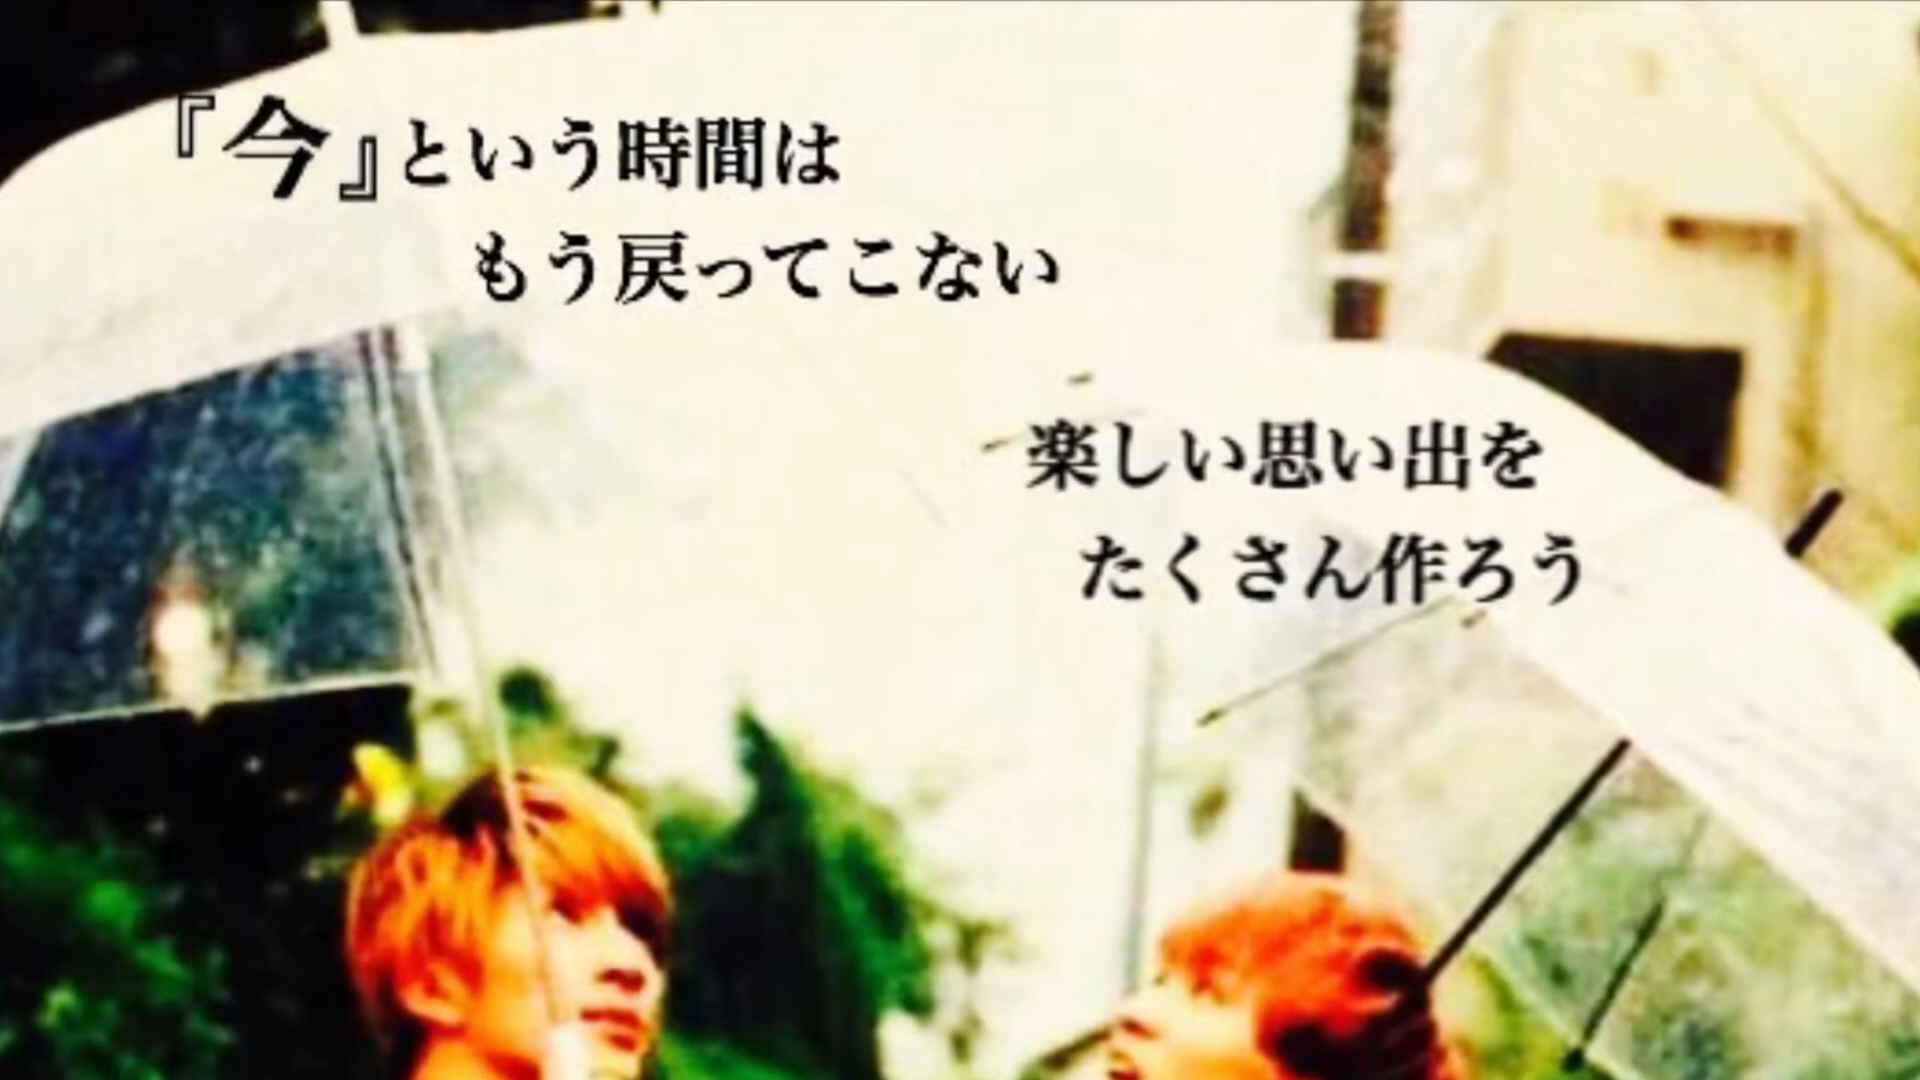 『今』という時間は
もう戻ってこない
楽しい思い出を
たくさん作ろう